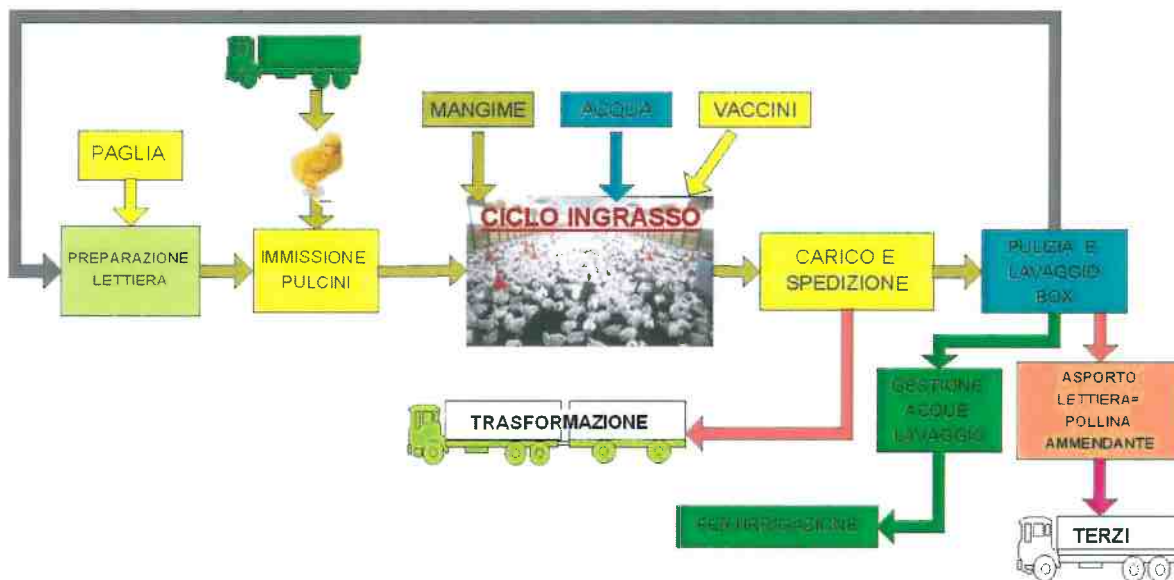 MANGIME
ACQUA
VACCINI
PAGLIA
CICLO INGRASSO
PREPARAZIONE
LETTIERA
IMMISSIONE
PULCINI
CARICO E
SPEDIZIONE
PULIZIA E
LAVAGGIO
BOX
GESTIONE
ACQUE
LAVAGGIO
ASPORTO
LETTIERA=
POLLINA
AMMENDANTE
TRASFORMAZIONE
FERTIRRIGAZIONE
TERZI